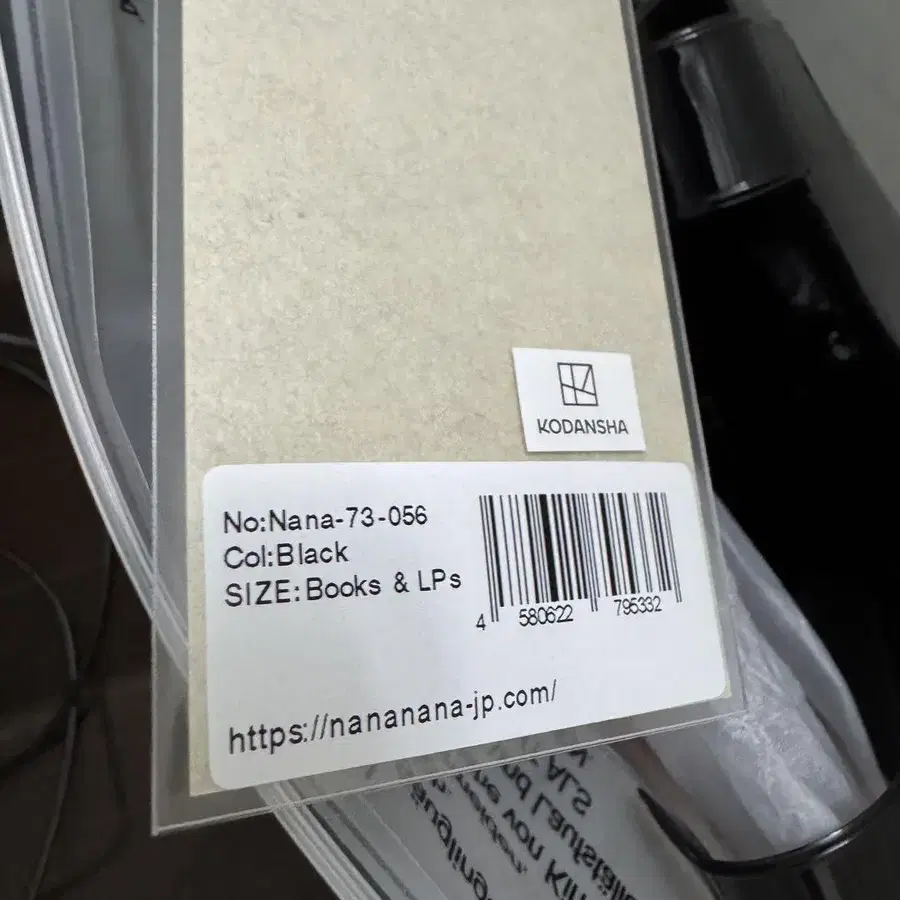 KODANSHA
No:Nana-73-056
Col:Black
SIZE:Books & LPs
4 580622 795332
https://nananana-jp.com/